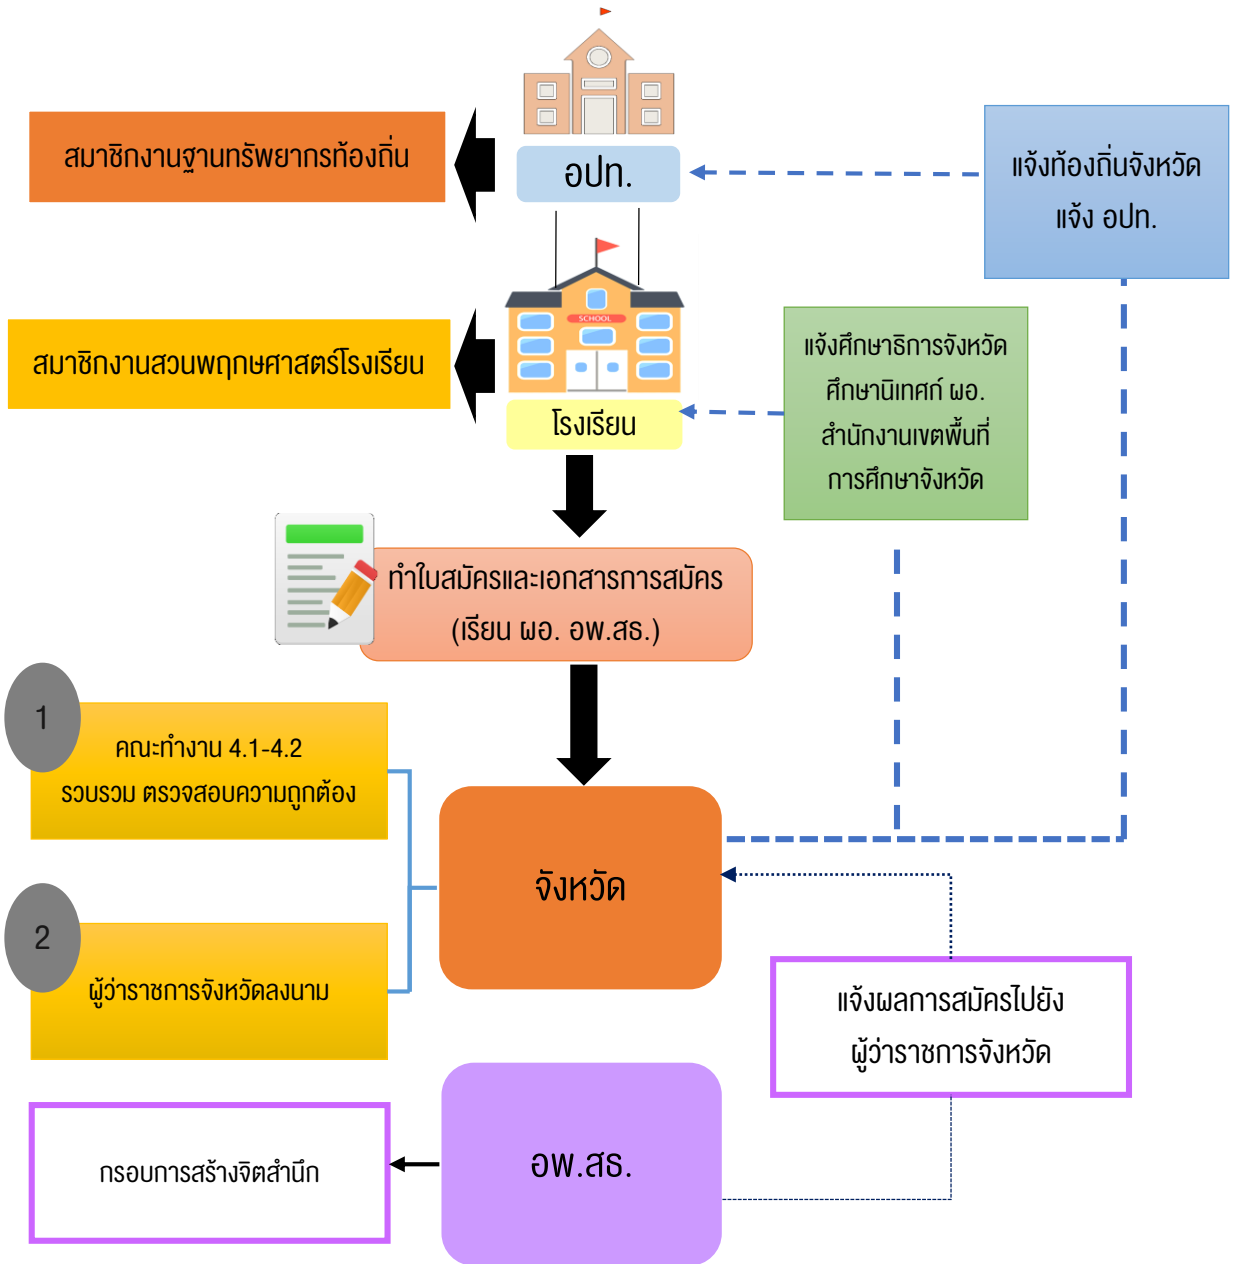 อปท.
สมาชิกงานฐานทรัพยากรท้องถิ่น
แจ้งท้องถิ่นจังหวัด
แจ้ง อปท.
SCHOOL
สมาชิกงานสวนพฤกษศาสตร์โรงเรียน
โรงเรียน
แจ้งศึกษาธิการจังหวัด
ศึกษานิเทศก์ ผอ.
สำนักงานเขตพื้นที่
การศึกษาจังหวัด
ทำใบสมัครและเอกสารการสมัคร
(เรียน ผอ. อพ.สธ.)
1
คณะทำงาน 4.1-4.2
รวบรวม ตรวจสอบความถูกต้อง
จังหวัด
2
ผู้ว่าราชการจังหวัดลงนาม
แจ้งผลการสมัครไปยัง
ผู้ว่าราชการจังหวัด
อพ.สธ.
กรอบการสร้างจิตสำนึก